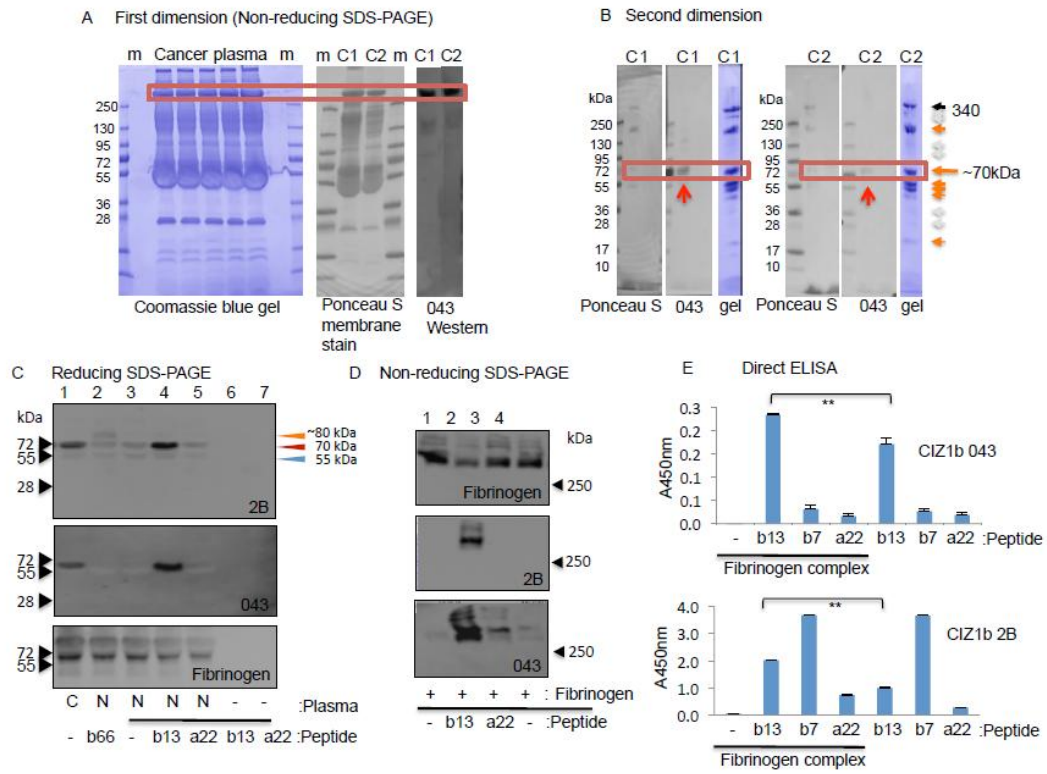 A First dimension (Non-reducing SDS-PAGE)
m Cancer plasma m m C1 C2 m C1 C2
250
130
95
72
55
36
28
Coomassie blue gel
Ponceau S
membrane
stain
043
Western
B Second dimension
C1 C1 C1 C2 C2 C2
kDa
250
130
95
72
55
36
28
17
10
Ponceau S 043 gel
kDa
250
130
95
72
55
36
28
17
10
Ponceau S 043 gel
340
~70kDa
C Reducing SDS-PAGE
1 2 3 4 5 6 7
kDa
72
55
28
~80 kDa
70 kDa
55 kDa
2B
72
55
28
043
72
55
Fibrinogen
C N N N N - - :Plasma
- b66 - b13 a22 b13 a22 :Peptide
D Non-reducing SDS-PAGE
1 2 3 4
kDa
250
Fibrinogen
250
2B
250
043
+ + + + : Fibrinogen
- b13 a22 - :Peptide
E Direct ELISA
**
0.3
0.2
0.2
0.1
0.1
0.0
A450nm
CIZ1b 043
- b13 b7 a22 b13 b7 a22 :Peptide
Fibrinogen complex
**
4.0
3.0
2.0
1.0
0.0
A450nm
CIZ1b 2B
- b13 b7 a22 b13 b7 a22 :Peptide
Fibrinogen complex